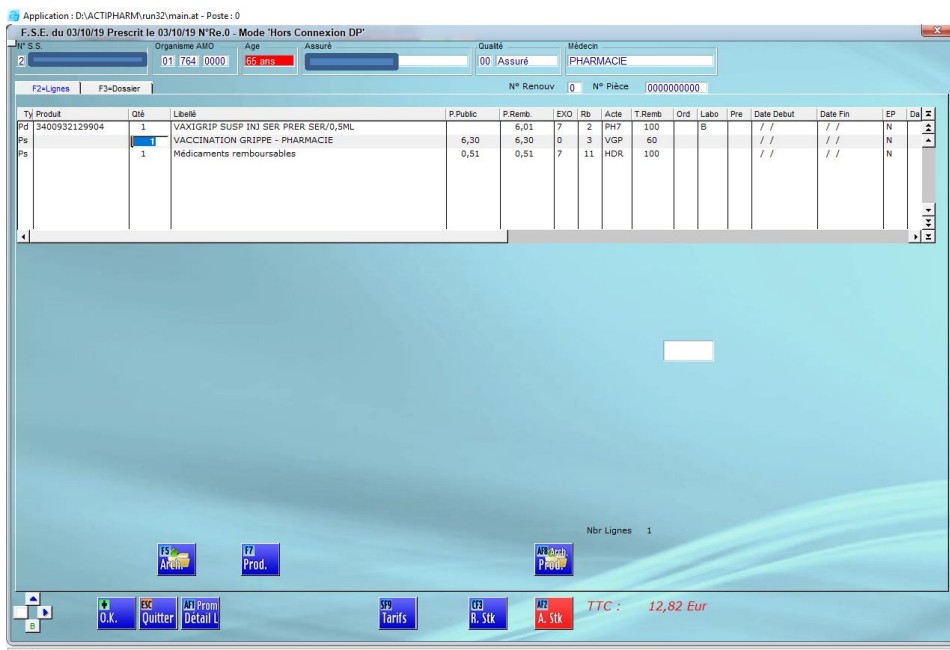 Application : D:\ACTIPHARM\run32\main.at - Poste : 0
F.S.E. du 03/10/19 Prescrit le 03/10/19 N°Re.0 - Mode 'Hors Connexion DP'
N° S.S. Organisme AMO Age Assuré Qualité Médecin
2 01 764 0000 65 ans 00 Assuré PHARMACIE
F2=Lignes F3=Dossier N° Renouv 0 N° Pièce 0000000000
Ty Produit Qté Libellé P.Public P.Remb. EXO Rb Acte T.Remb Ord Labo Pre Date Debut Date Fin EP Da
Pd 3400932129904 1 VAXIGRIP SUSP INJ SER PRER SER/0,5ML 6,01 7 2 PH7 100 B / / / / N
Ps 1 VACCINATION GRIPPE - PHARMACIE 6,30 6,30 0 3 VGP 60 N
Ps 1 Médicaments remboursables 0,51 0,51 7 11 HDR 100 / / / / N
Nbr Lignes 1
F5 Arch. F7 Prod. AF8 Arch. Prod.
O.K. ESC Quitter AF1 Prom Détail L SF9 Tarifs CF3 R. Stk AF2 A. Stk TTC : 12,82 Eur
B